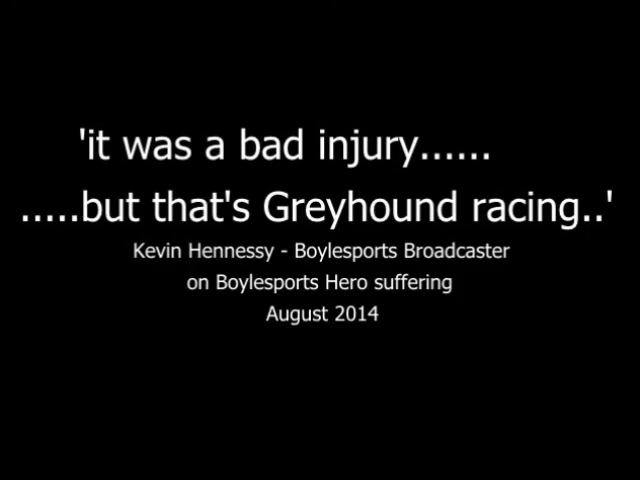 'it was a bad injury......
.....but that's Greyhound racing..'
Kevin Hennessy - Boylesports Broadcaster
on Boylesports Hero suffering
August 2014